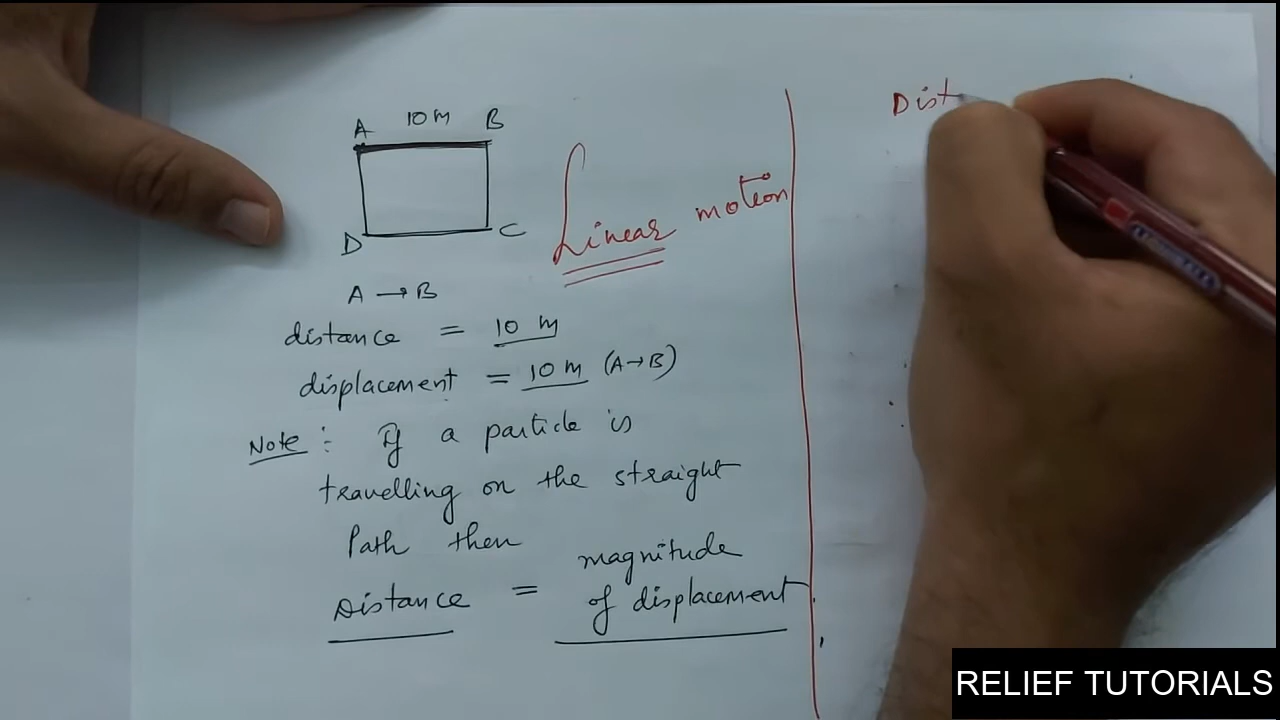 A 10 M B
D C
Linear motion
A → B
distance = 10 m
displacement = 10 m (A→B)
Note : If a particle is
travelling on the straight
Path then
Distance = magnitude
of displacement
Dist
RELIEF TUTORIALS